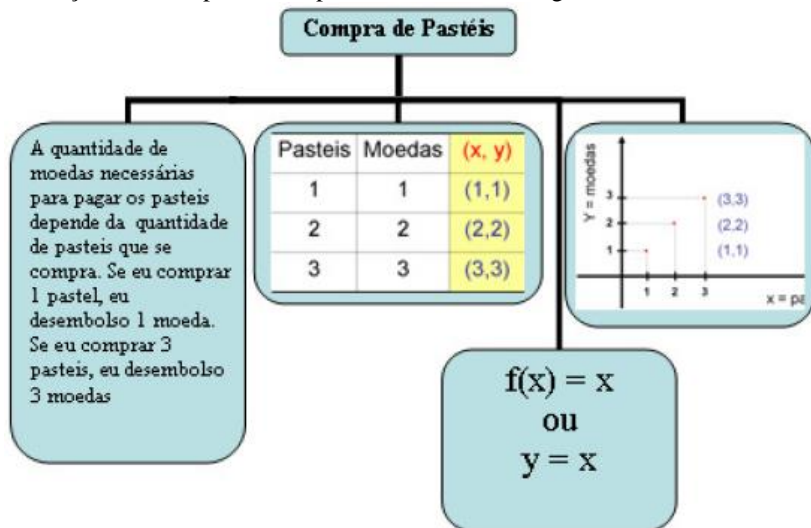 Compra de Pastéis
A quantidade de
moedas necessárias
para pagar os pasteis
depende da quantidade
de pasteis que se
compra. Se eu comprar
1 pastel, eu
desembolso 1 moeda.
Se eu comprar 3
pasteis, eu desembolso
3 moedas
Pasteis Moedas (x, y)
1 1 (1,1)
2 2 (2,2)
3 3 (3,3)
Y = moedas
3 (3,3)
2 (2,2)
1 (1,1)
1 2 3
x = pa
f(x) = x
ou
y = x